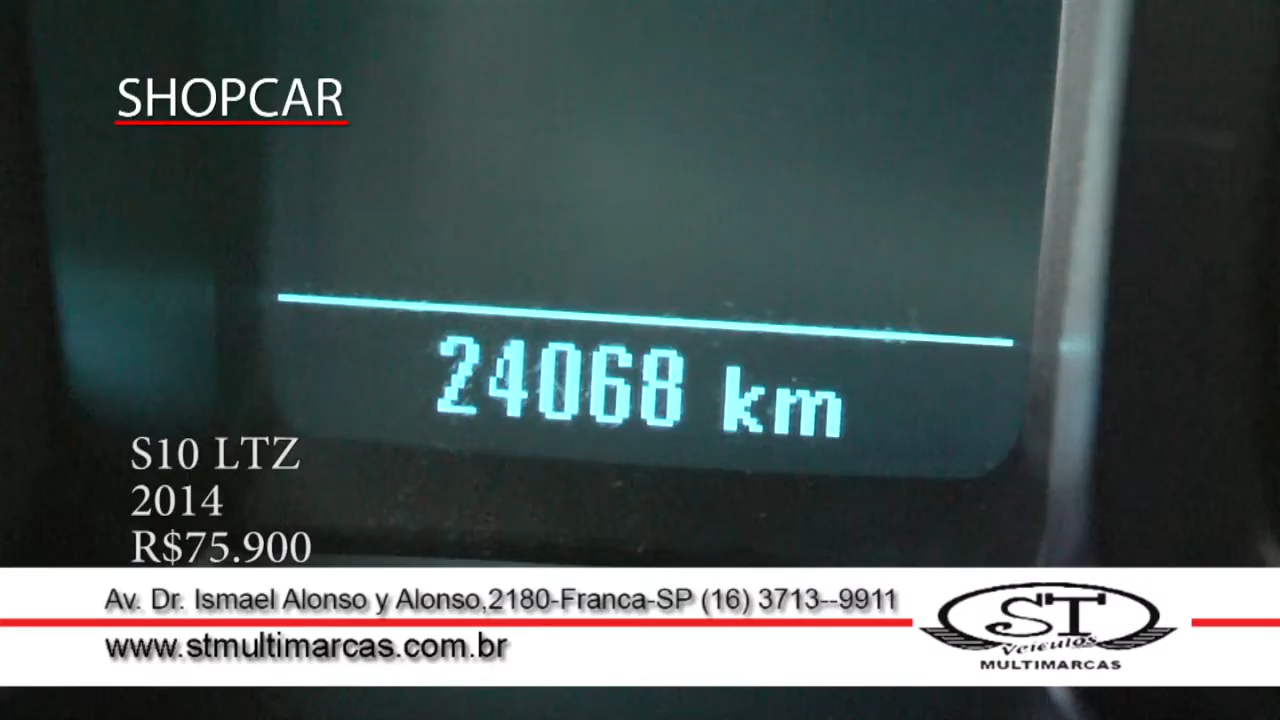 SHOPCAR
24068 km
S10 LTZ
2014
R$75.900
Av. Dr. Ismael Alonso y Alonso,2180-Franca-SP (16) 3713--9911
www.stmultimarcas.com.br
ST
Veículos
MULTIMARCAS